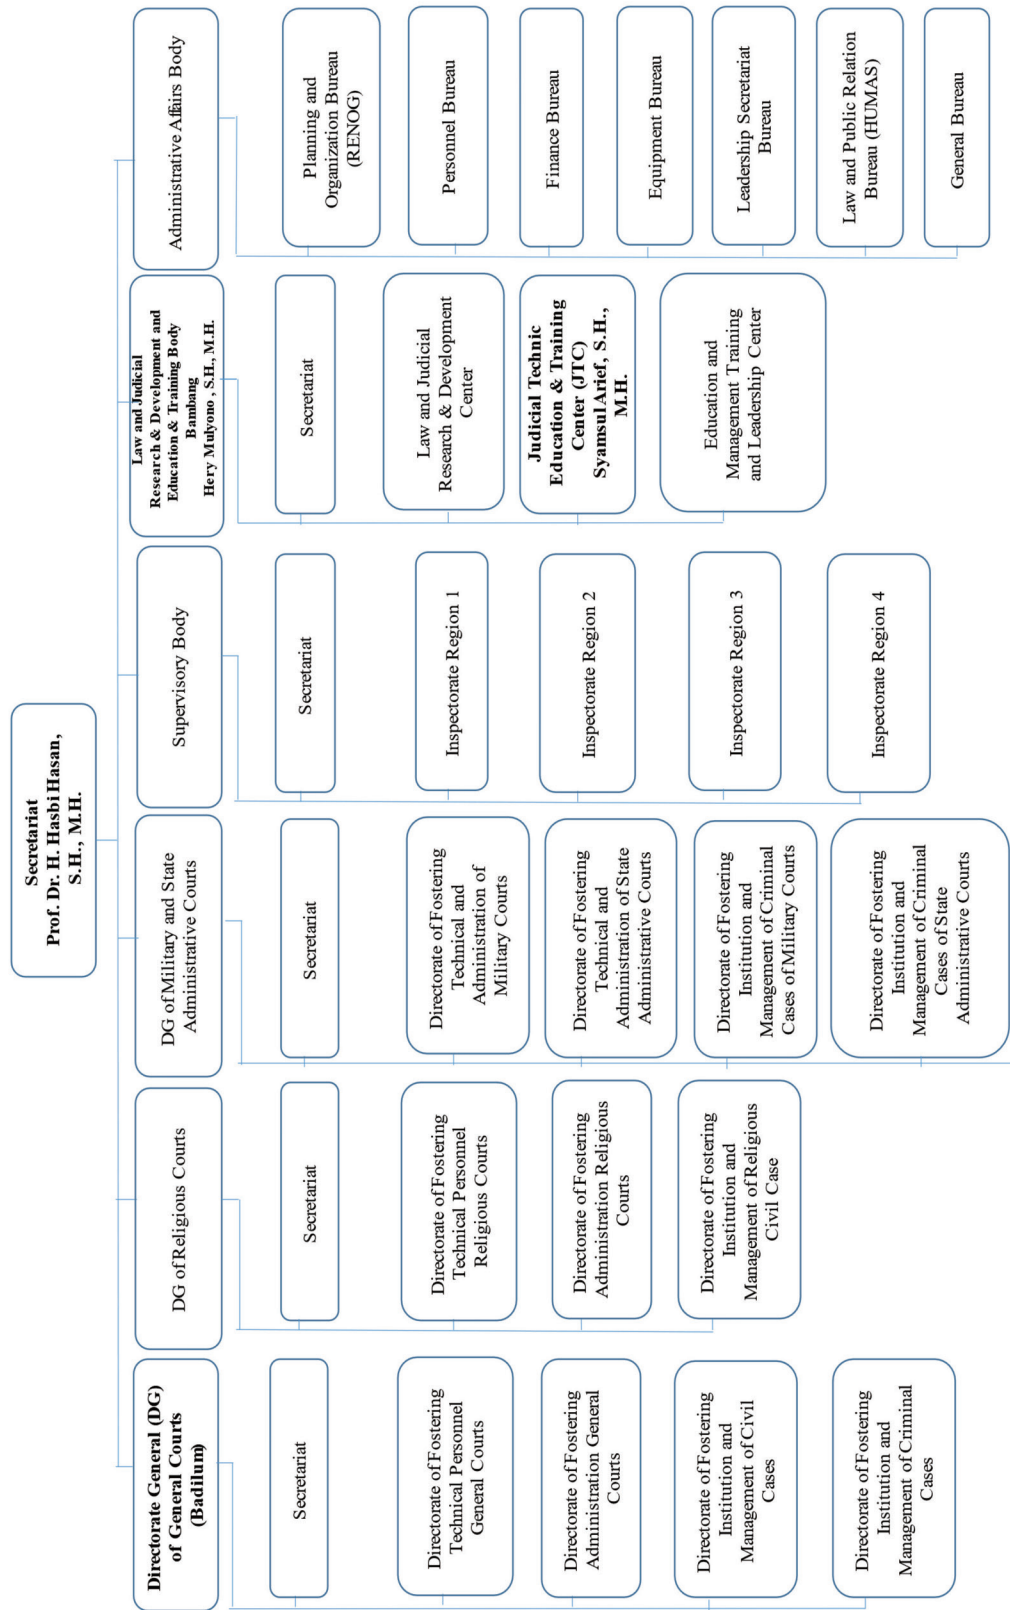 Secretariat
Prof. Dr. H. Hasbi Hasan,
S.H., M.H.
Directorate General (DG)
of General Courts
(Badilum)
Secretariat
Directorate of Fostering
Technical Personnel
General Courts
Directorate of Fostering
Administration General
Courts
Directorate of Fostering
Institution and
Management of Civil
Cases
Directorate of Fostering
Institution and
Management of Criminal
Cases
DG of Religious Courts
Secretariat
Directorate of Fostering
Technical Personnel
Religious Courts
Directorate of Fostering
Administration Religious
Courts
Directorate of Fostering
Institution and
Management of Religious
Civil Case
DG of Military and State
Administrative Courts
Secretariat
Directorate of Fostering
Technical and
Administration of
Military Courts
Directorate of Fostering
Technical and
Administration of State
Administrative Courts
Directorate of Fostering
Institution and
Management of Criminal
Cases of Military Courts
Directorate of Fostering
Institution and
Management of Criminal
Cases of State
Administrative Courts
Supervisory Body
Secretariat
Inspectorate Region 1
Inspectorate Region 2
Inspectorate Region 3
Inspectorate Region 4
Law and Judicial
Research & Development and
Education & Training Body
Bambang
Hery Mulyono , S.H., M.H.
Secretariat
Law and Judicial
Research & Development
Center
Judicial Technic
Education & Training
Center (JTC)
Syamsul Arief, S.H.,
M.H.
Education and
Management Training
and Leadership Center
Administrative Affairs Body
Planning and
Organization Bureau
(RENOG)
Personnel Bureau
Finance Bureau
Equipment Bureau
Leadership Secretariat
Bureau
Law and Public Relation
Bureau (HUMAS)
General Bureau